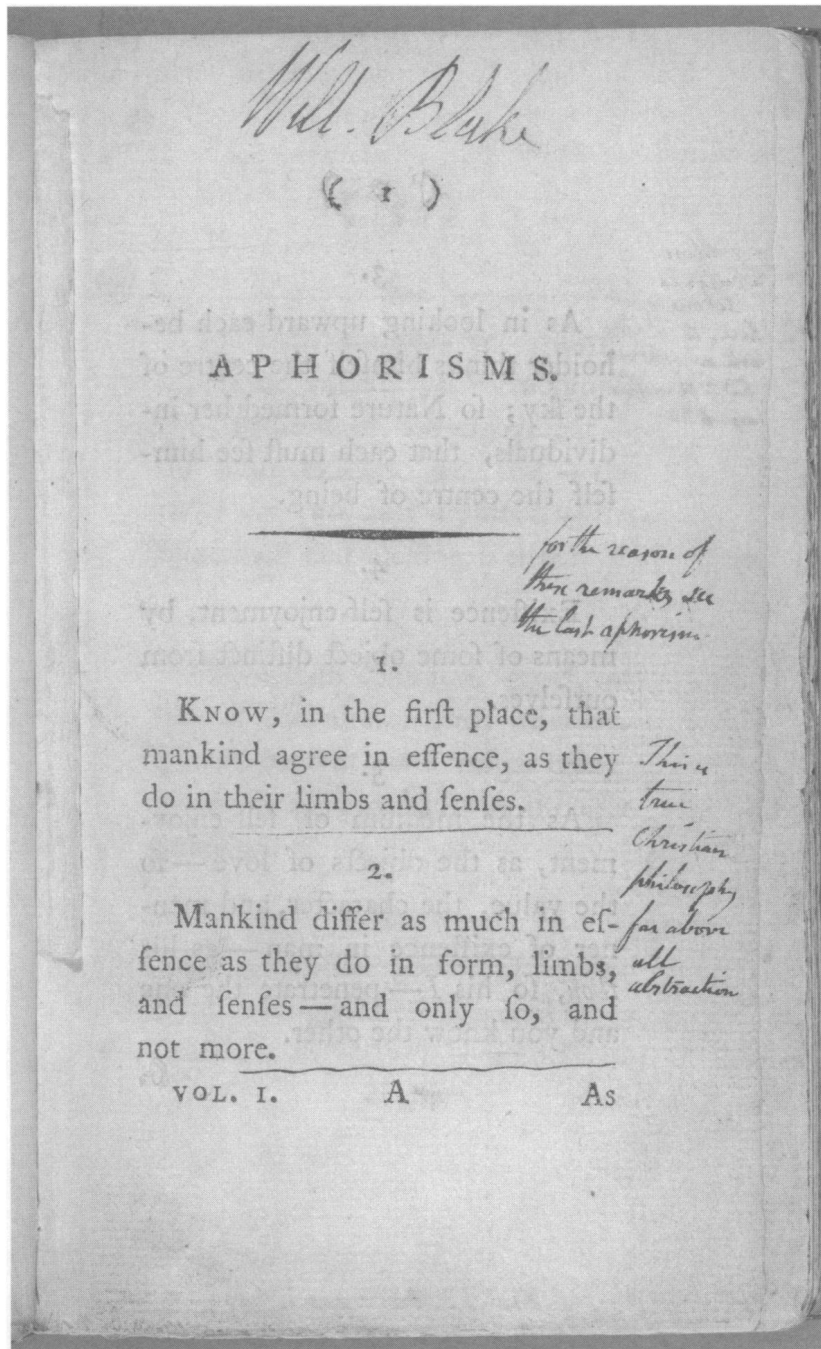 Will. Blake
( 1 )
APHORISMS.
for the reason of
these remarks see
the last aphorism
1.
KNOW, in the firſt place, that
mankind agree in eſſence, as they
do in their limbs and ſenſes.
This is
true
Christian
philosophy
far above
all
abstraction
2.
Mankind differ as much in eſ-
ſence as they do in form, limbs,
and ſenſes—and only ſo, and
not more.
VOL. I. A As